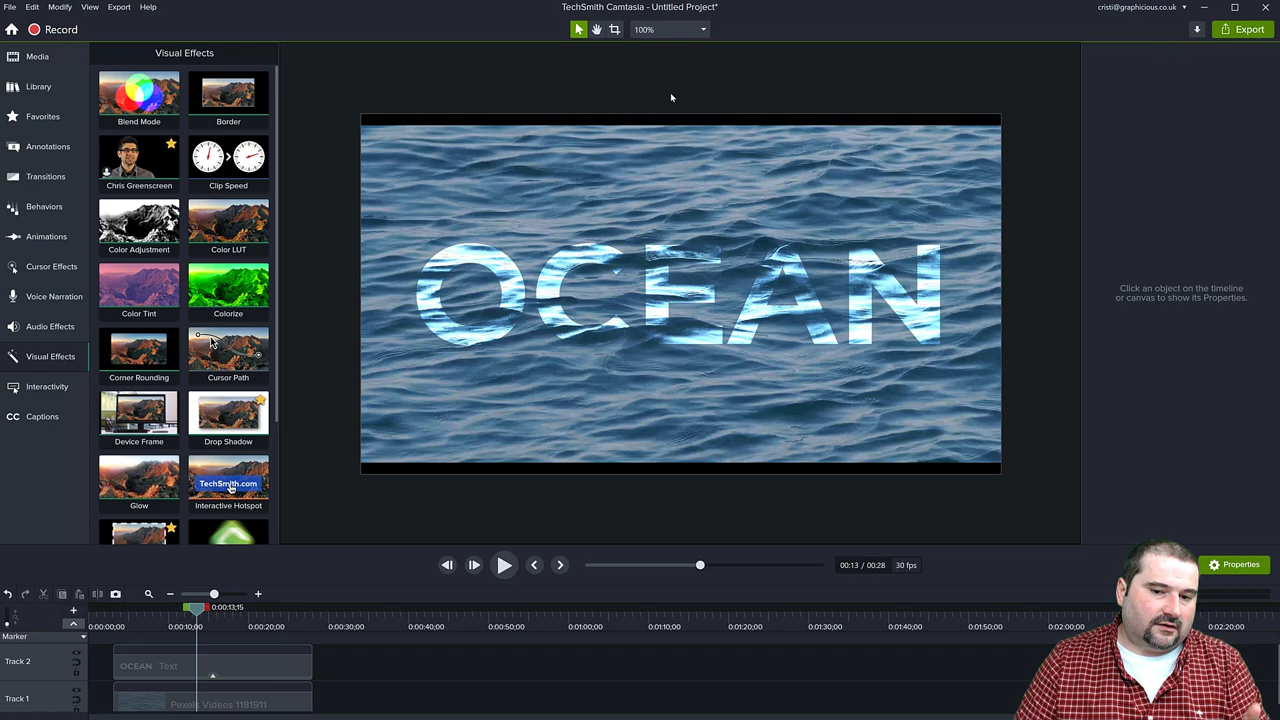 File Edit Modify View Export Help
TechSmith Camtasia - Untitled Project*
cristi@graphicious.co.uk
Record
100%
Export
Media
Library
Favorites
Annotations
Transitions
Behaviors
Animations
Cursor Effects
Voice Narration
Audio Effects
Visual Effects
Interactivity
CC Captions
Visual Effects
Blend Mode
Border
Chris Greenscreen
Clip Speed
Color Adjustment
Color LUT
Color Tint
Colorize
Corner Rounding
Cursor Path
Device Frame
Drop Shadow
TechSmith.com
Glow
Interactive Hotspot
OCEAN
Click an object on the timeline
or canvas to show its Properties.
00:13 / 00:28 30 fps
Properties
0:00:13;15
0:00:00;00 0:00:10;00 0:00:20;00 0:00:30;00 0:00:40;00 0:00:50;00 0:01:00;00 0:01:10;00 0:01:20;00 0:01:30;00 0:01:40;00 0:01:50;00 0:02:00;00 0:02:20;00
Marker
Track 2
OCEAN Text
Track 1
Pexels Videos 1181911